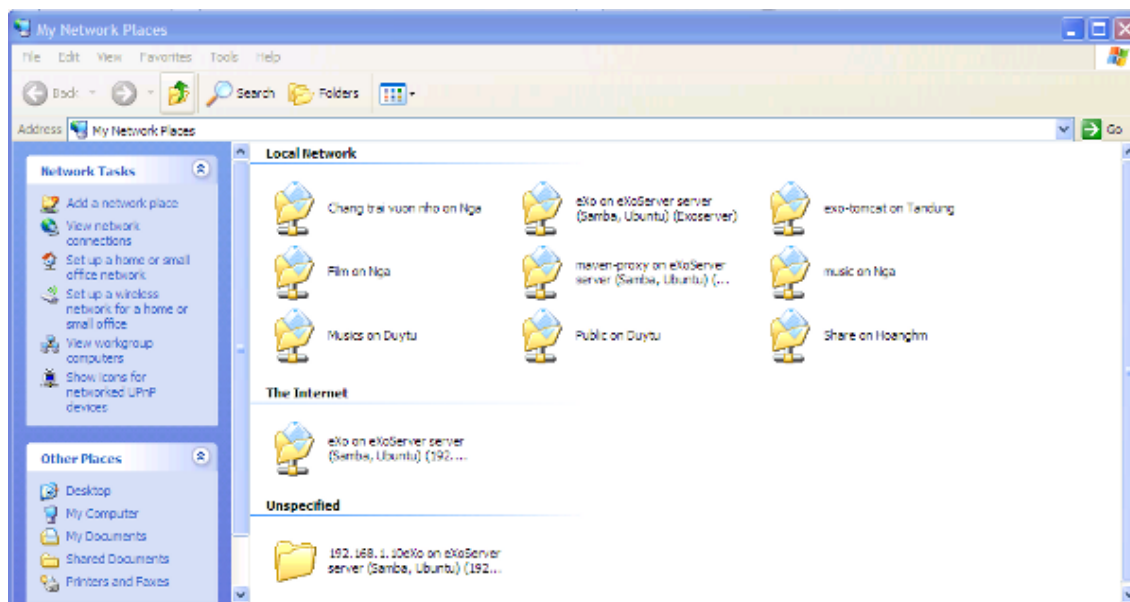 My Network Places
File Edit View Favorites Tools Help
Back Search Folders
Address My Network Places Go
Network Tasks
Add a network place
View network
connections
Set up a home or small
office network
Set up a wireless
network for a home or
small office
View workgroup
computers
Show icons for
networked UPnP
devices
Other Places
Desktop
My Computer
My Documents
Shared Documents
Printers and Faxes
Local Network
Chang trai vuon nho on Nga
eXo on eXoServer server
(Samba, Ubuntu) (Exoserver)
exo-tomcat on Tandung
Film on Nga
maven-proxy on eXoServer
server (Samba, Ubuntu) (...
music on Nga
Musics on Duytu
Public on Duytu
Share on Hoanghm
The Internet
eXo on eXoServer server
(Samba, Ubuntu) (192....
Unspecified
192.168.1.10eXo on eXoServer
server (Samba, Ubuntu) (192...